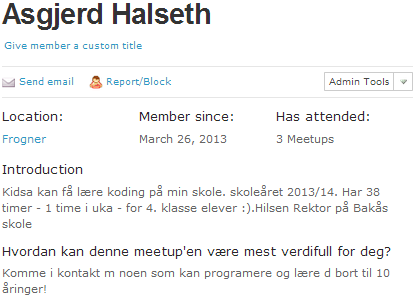 Asgjerd Halseth
Give member a custom title
Send email Report/Block Admin Tools
Location: Member since: Has attended:
Frogner March 26, 2013 3 Meetups
Introduction
Kidsa kan få lære koding på min skole. skoleåret 2013/14. Har 38
timer - 1 time i uka - for 4. klasse elever :).Hilsen Rektor på Bakås
skole
Hvordan kan denne meetup'en være mest verdifull for deg?
Komme i kontakt m noen som kan programere og lære d bort til 10
åringer!